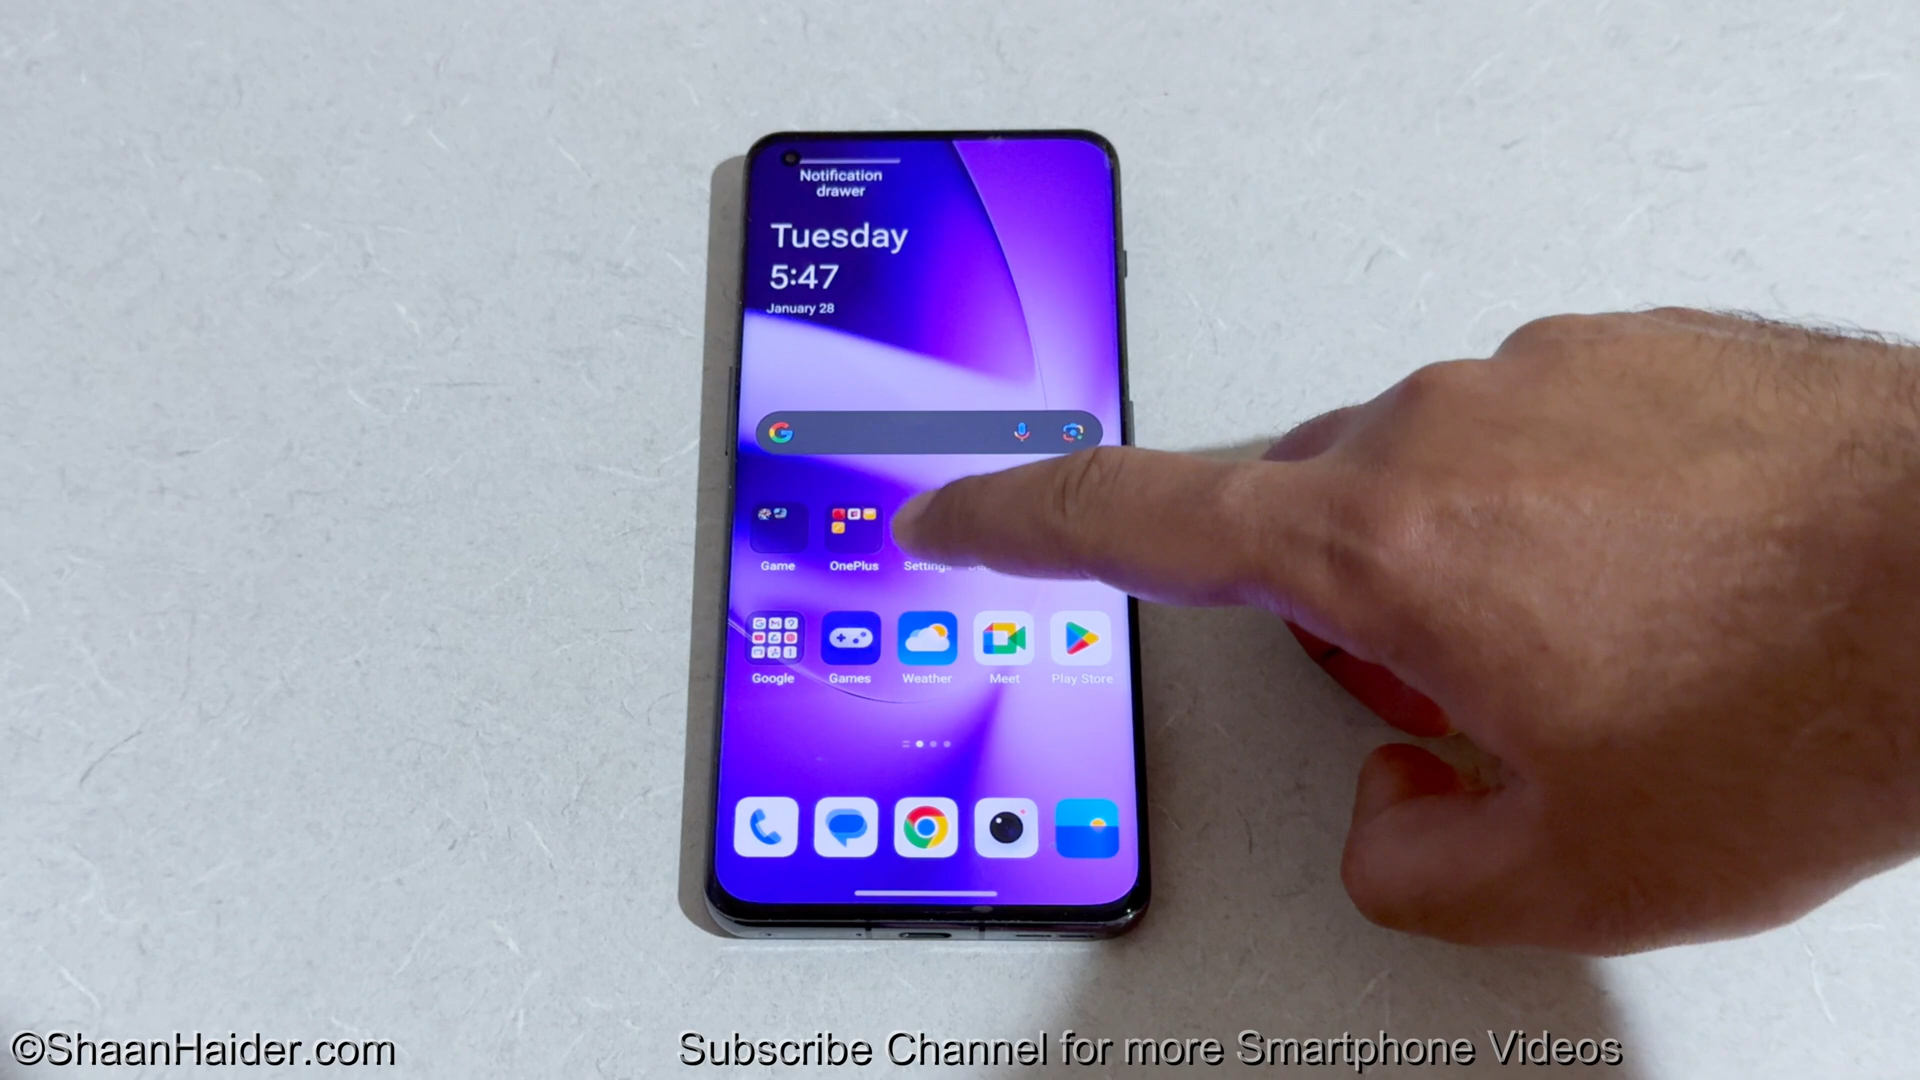 Notification
drawer
Tuesday
5:47
January 28
Game OnePlus Settings
Google Games Weather Meet Play Store
©ShaanHaider.com
Subscribe Channel for more Smartphone Videos